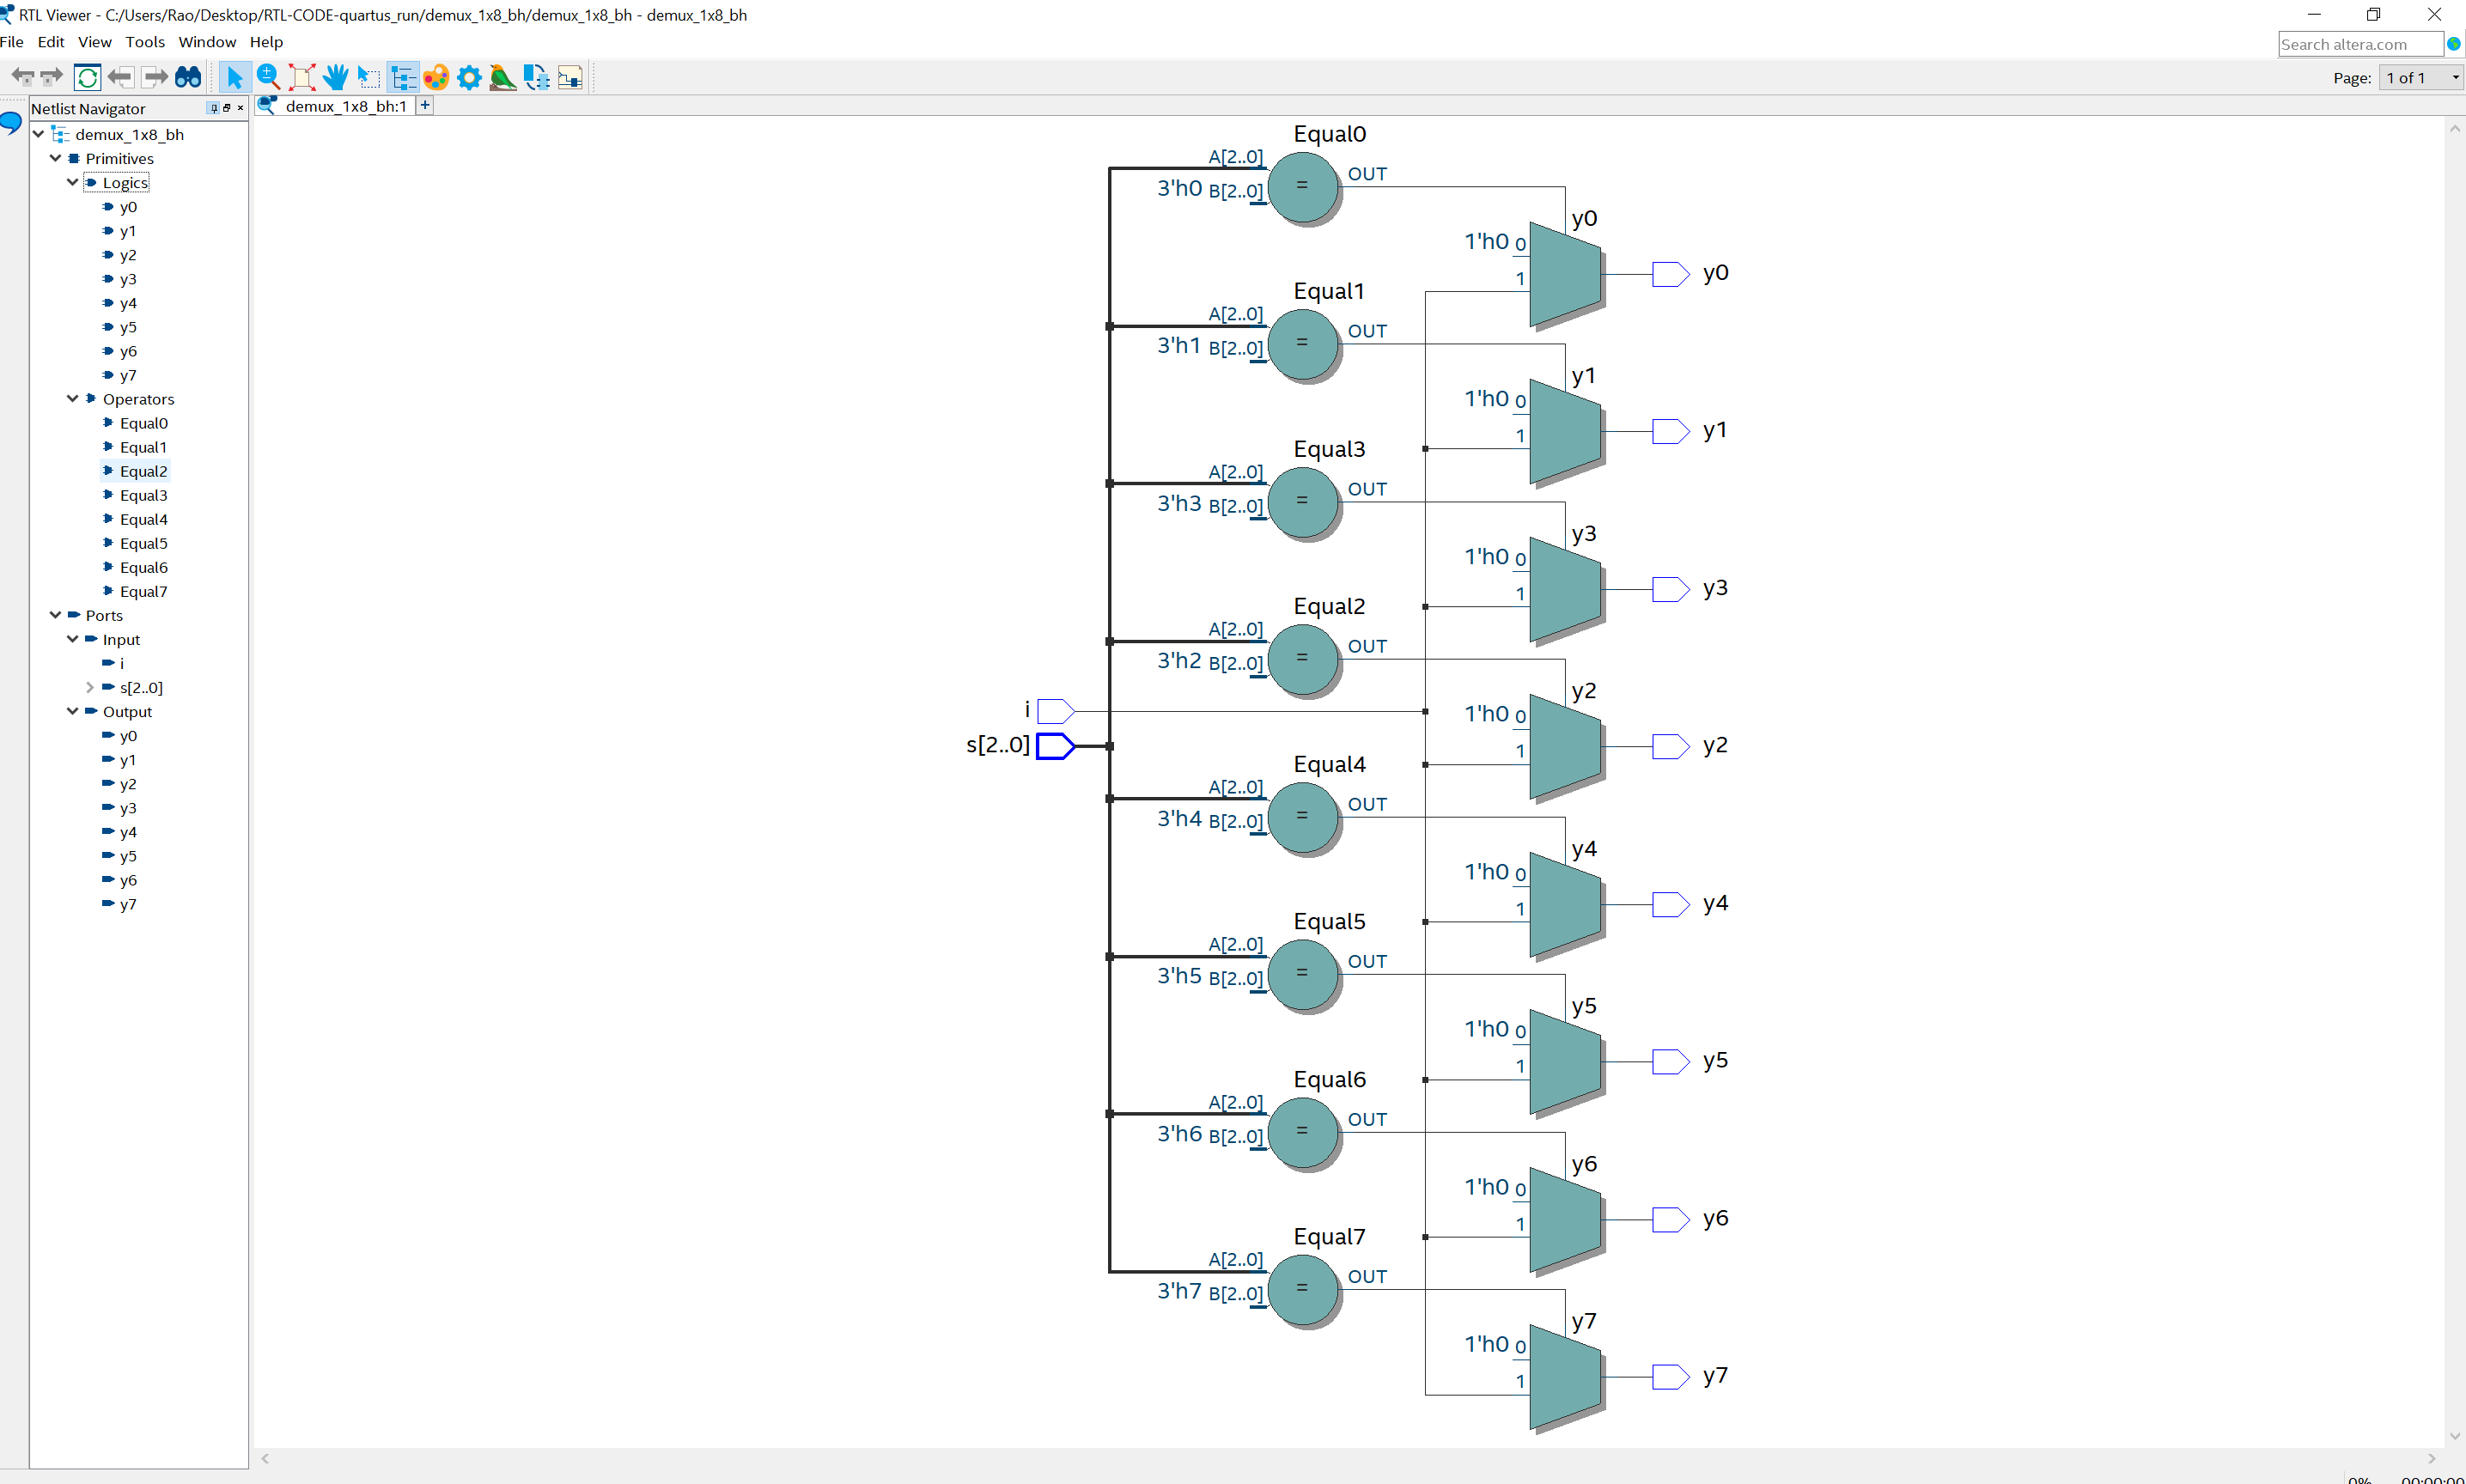 RTL Viewer - C:/Users/Rao/Desktop/RTL-CODE-quartus_run/demux_1x8_bh/demux_1x8_bh - demux_1x8_bh
File Edit View Tools Window Help
Search altera.com
Page: 1 of 1
Netlist Navigator
demux_1x8_bh
Primitives
Logics
y0
y1
y2
y3
y4
y5
y6
y7
Operators
Equal0
Equal1
Equal2
Equal3
Equal4
Equal5
Equal6
Equal7
Ports
Input
i
s[2..0]
Output
y0
y1
y2
y3
y4
y5
y6
y7
demux_1x8_bh:1 +
Equal0
A[2..0]
3'h0 B[2..0] = OUT
y0
1'h0 0
1
y0
Equal1
A[2..0]
3'h1 B[2..0] = OUT
y1
1'h0 0
1
y1
Equal3
A[2..0]
3'h3 B[2..0] = OUT
y3
1'h0 0
1
y3
Equal2
A[2..0]
3'h2 B[2..0] = OUT
y2
1'h0 0
1
y2
i
s[2..0]
Equal4
A[2..0]
3'h4 B[2..0] = OUT
y4
1'h0 0
1
y4
Equal5
A[2..0]
3'h5 B[2..0] = OUT
y5
1'h0 0
1
y5
Equal6
A[2..0]
3'h6 B[2..0] = OUT
y6
1'h0 0
1
y6
Equal7
A[2..0]
3'h7 B[2..0] = OUT
y7
1'h0 0
1
y7
0% 00:00:00